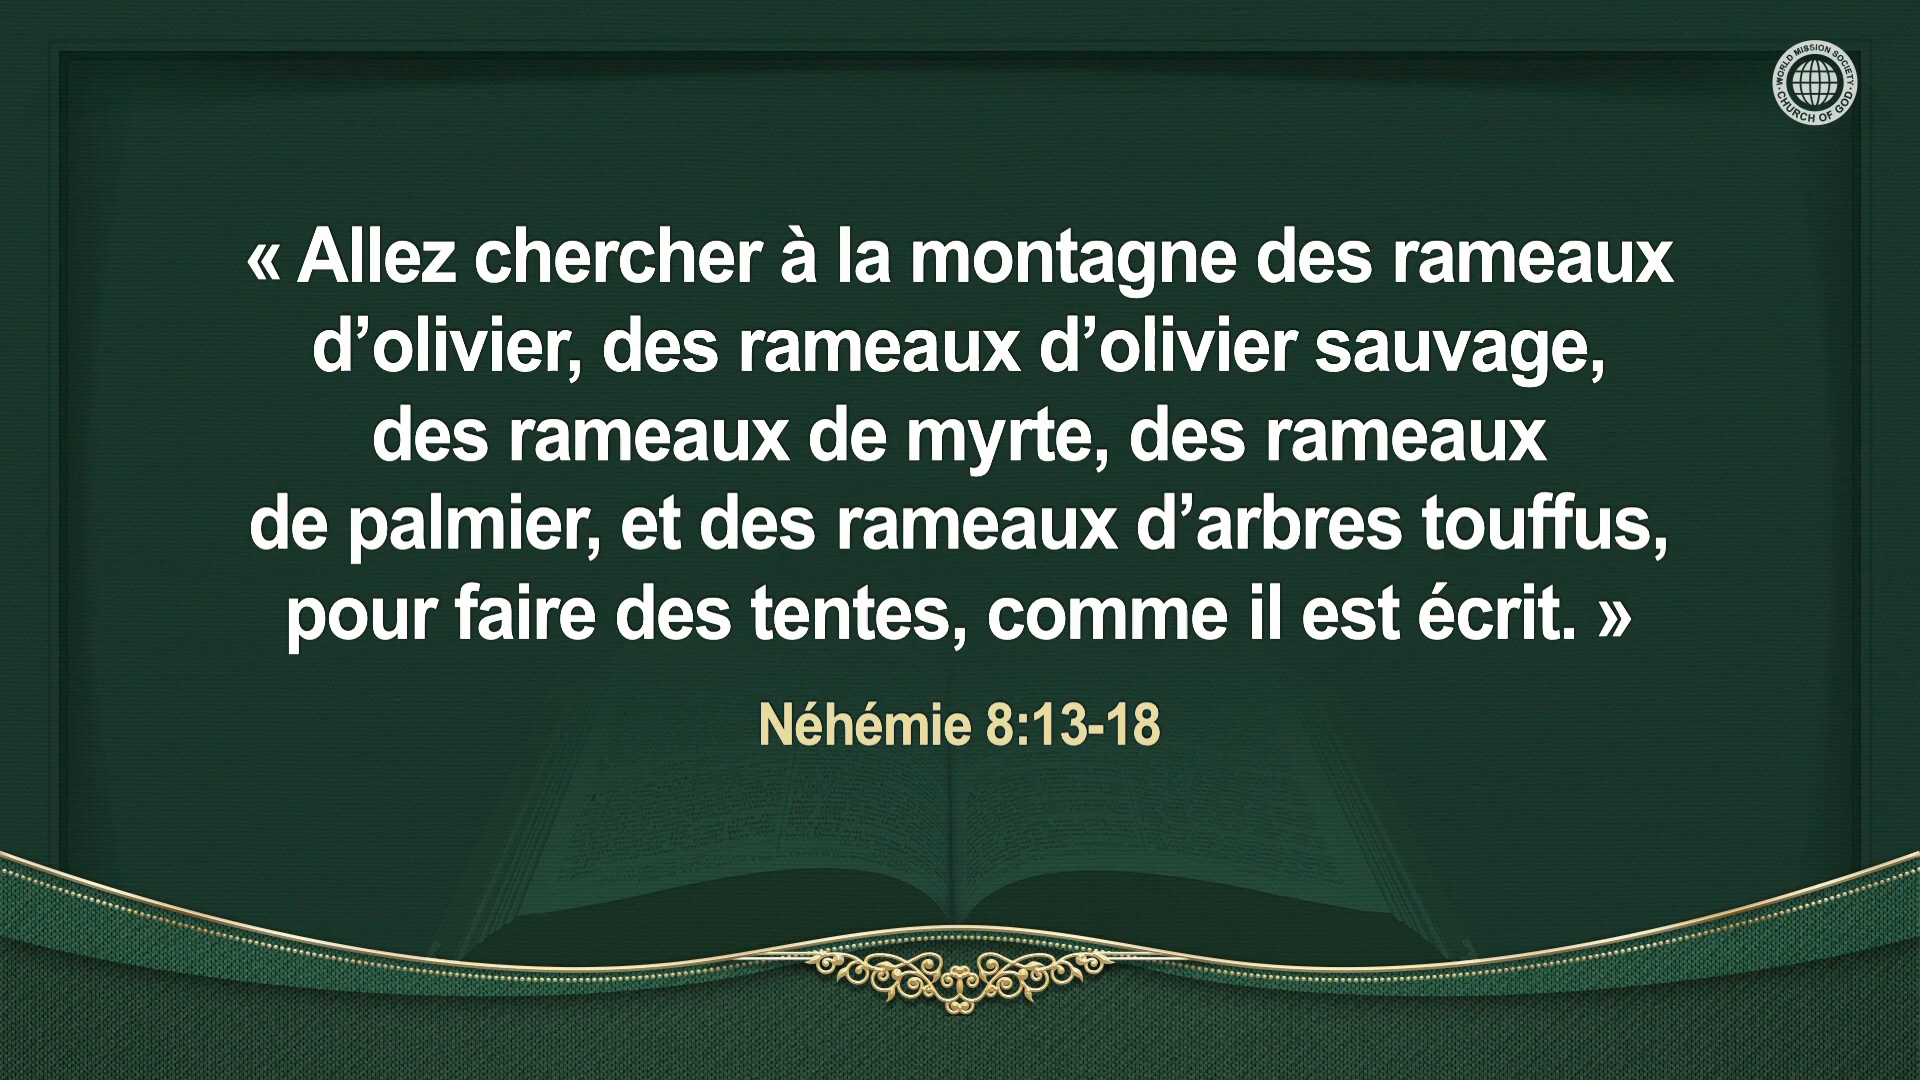 WORLD MISSION SOCIETY
CHURCH OF GOD
« Allez chercher à la montagne des rameaux
d’olivier, des rameaux d’olivier sauvage,
des rameaux de myrte, des rameaux
de palmier, et des rameaux d’arbres touffus,
pour faire des tentes, comme il est écrit. »
Néhémie 8:13-18